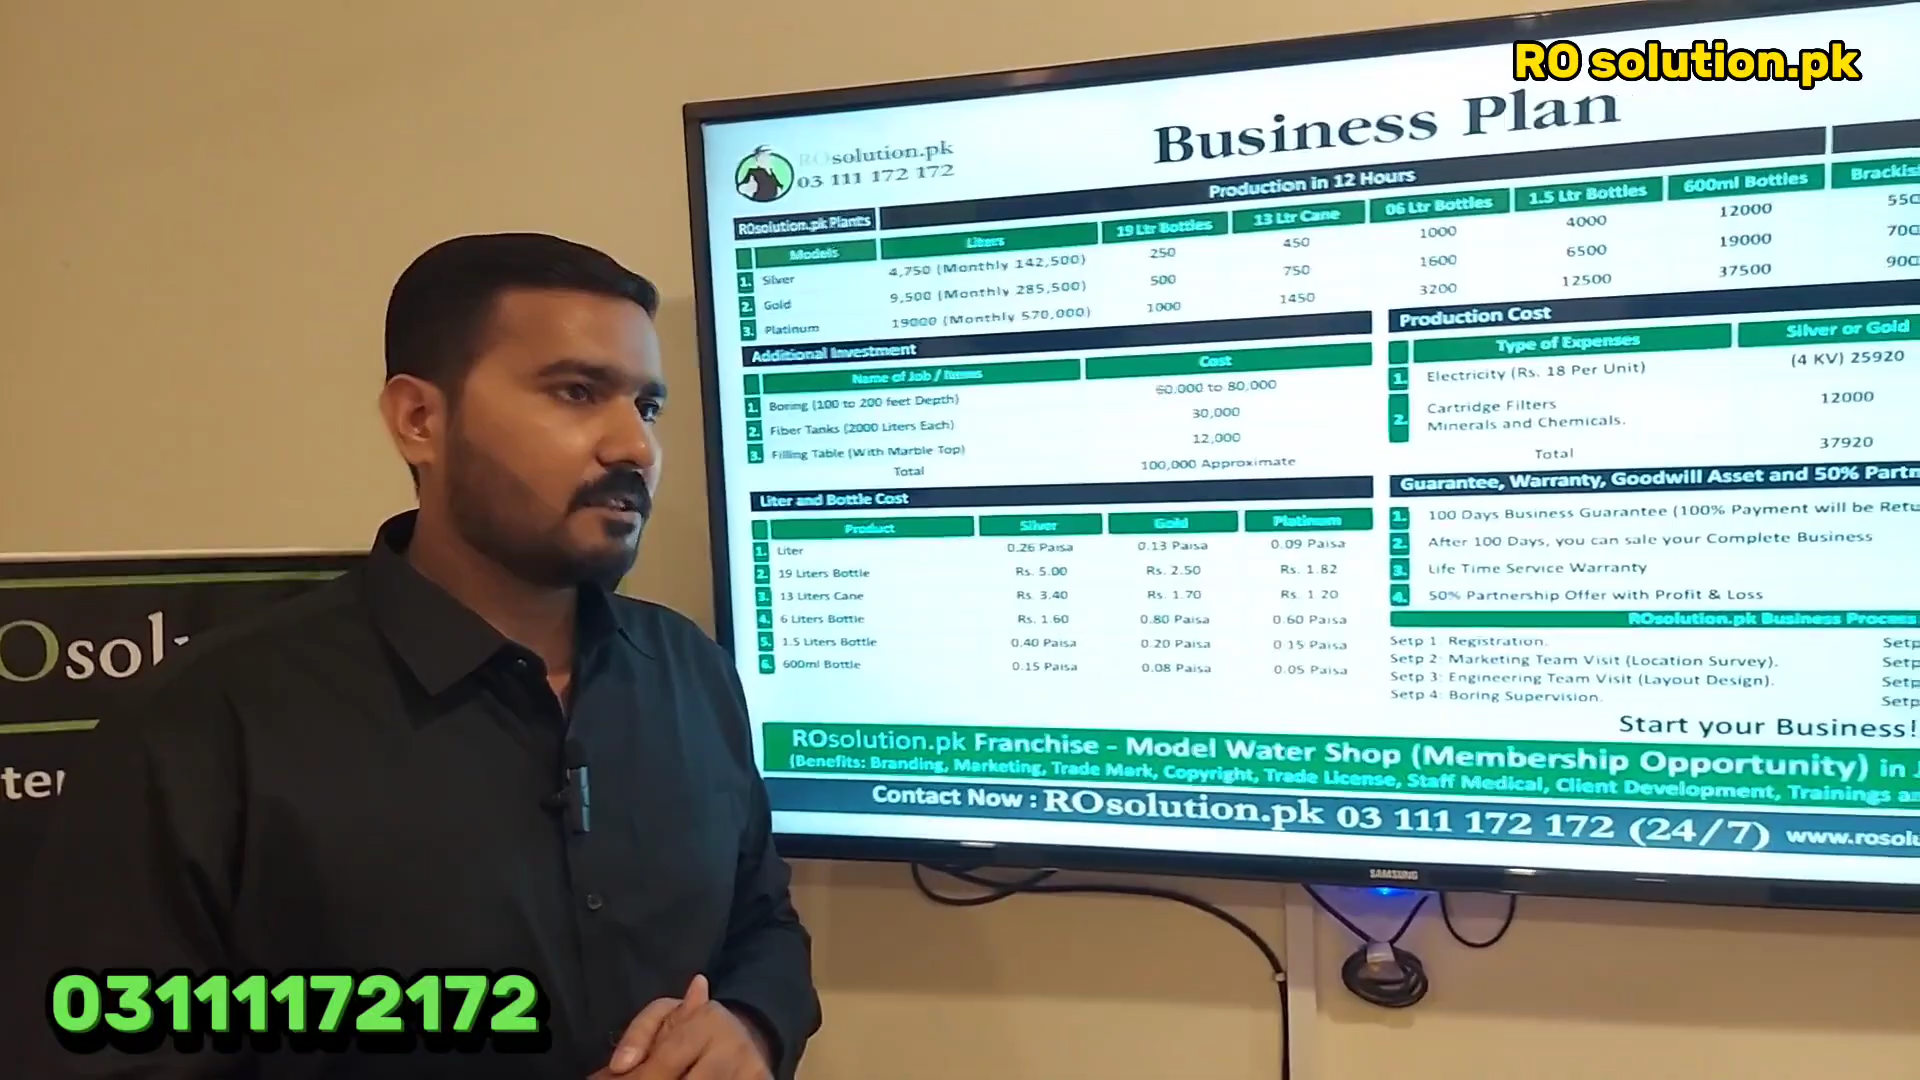 RO solution.pk
Business Plan
ROsolution.pk
03 111 172 172
Production in 12 Hours
ROsolution.pk Plants
Models Liters 19 Ltr Bottles 13 Ltr Cane 06 Ltr Bottles 1.5 Ltr Bottles 600ml Bottles
1. Silver 4,750 (Monthly 142,500) 250 450 1000 4000 12000
2. Gold 9,500 (Monthly 285,500) 500 750 1600 6500 19000
3. Platinum 19000 (Monthly 570,000) 1000 1450 3200 12500 37500
Additional Investment
Name of Job / Items Cost
1. Boring (100 to 200 feet Depth) 60,000 to 80,000
2. Fiber Tanks (2000 Liters Each) 30,000
3. Filling Table (With Marble Top) 12,000
Total 100,000 Approximate
Production Cost
Type of Expenses Silver or Gold
1. Electricity (Rs. 18 Per Unit) (4 KV) 25920
2. Cartridge Filters 12000
Minerals and Chemicals.
Total 37920
Liter and Bottle Cost
Product Silver Gold Platinum
1. Liter 0.26 Paisa 0.13 Paisa 0.09 Paisa
2. 19 Liters Bottle Rs. 5.00 Rs. 2.50 Rs. 1.82
3. 13 Liters Cane Rs. 3.40 Rs. 1.70 Rs. 1.20
4. 6 Liters Bottle Rs. 1.60 0.80 Paisa 0.60 Paisa
5. 1.5 Liters Bottle 0.40 Paisa 0.20 Paisa 0.15 Paisa
6. 600ml Bottle 0.15 Paisa 0.08 Paisa 0.05 Paisa
Guarantee, Warranty, Goodwill Asset and 50% Partn
1. 100 Days Business Guarantee (100% Payment will be Retu
2. After 100 Days, you can sale your Complete Business
3. Life Time Service Warranty
4. 50% Partnership Offer with Profit & Loss
ROsolution.pk Business Process
Setp 1: Registration. Setp
Setp 2: Marketing Team Visit (Location Survey). Setp
Setp 3: Engineering Team Visit (Layout Design). Setp
Setp 4: Boring Supervision. Setp
Start your Business!
ROsolution.pk Franchise - Model Water Shop (Membership Opportunity) in
(Benefits: Branding, Marketing, Trade Mark, Copyright, Trade License, Staff Medical, Client Development, Trainings
Contact Now : ROsolution.pk 03 111 172 172 (24/7) www.rosolu
SAMSUNG
Osol
ter
03111172172